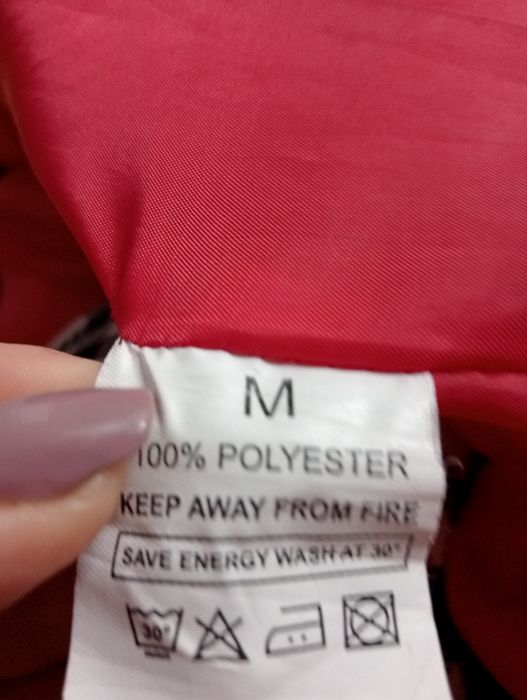 M
100% POLYESTER
KEEP AWAY FROM FIRE
SAVE ENERGY WASH AT 30°
30°